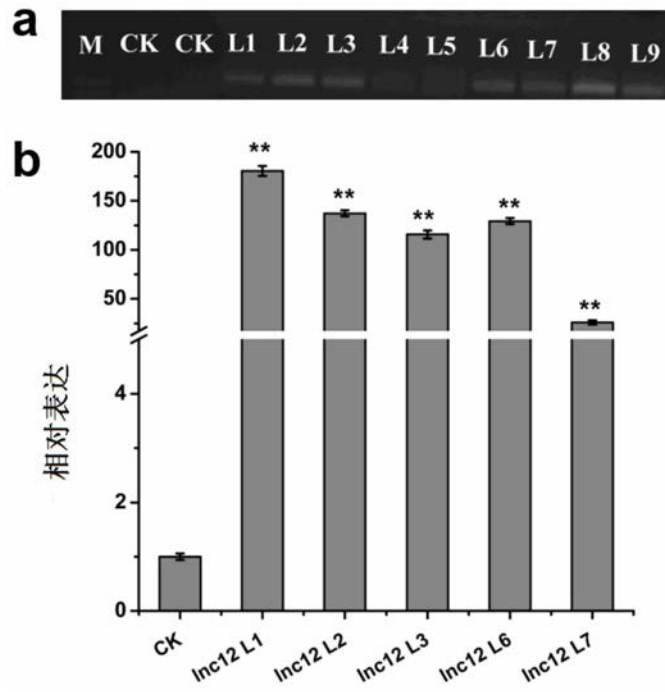 a
M CK CK L1 L2 L3 L4 L5 L6 L7 L8 L9
b
200
150
100
50
4
2
0
相对表达
**
**
**
**
**
CK
lnc12 L1
lnc12 L2
lnc12 L3
lnc12 L6
lnc12 L7